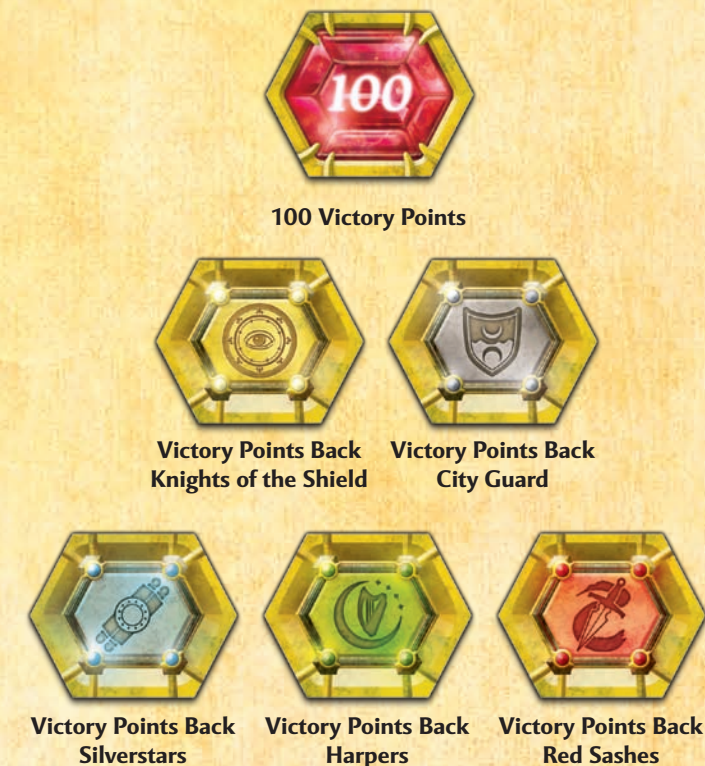 100
100 Victory Points
Victory Points Back
Knights of the Shield
Victory Points Back
City Guard
Victory Points Back
Silverstars
Victory Points Back
Harpers
Victory Points Back
Red Sashes